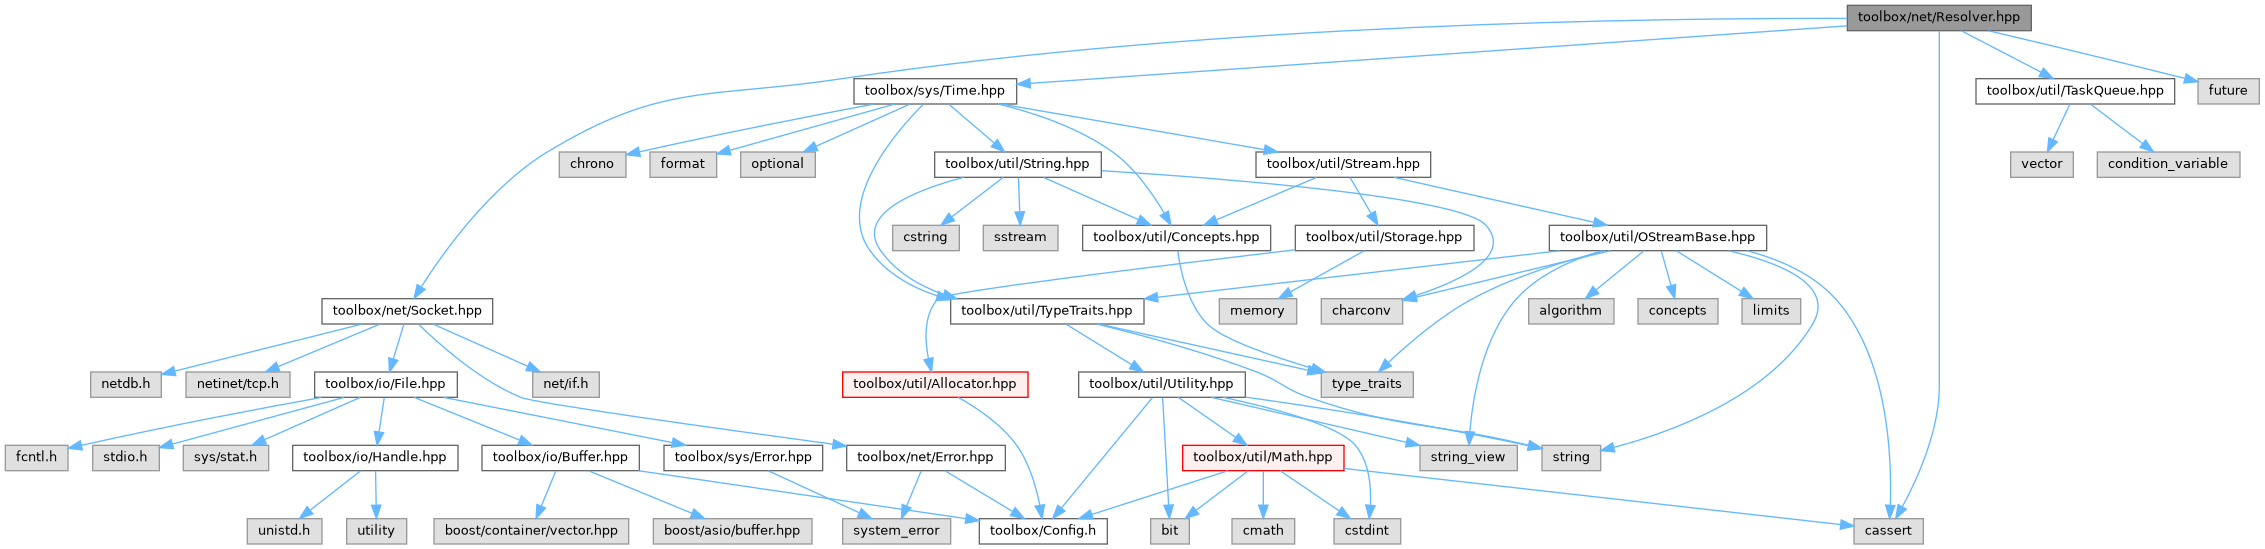 toolbox/net/Resolver.hpp
toolbox/sys/Time.hpp
toolbox/util/TaskQueue.hpp
future
chrono
format
optional
toolbox/util/String.hpp
toolbox/util/Stream.hpp
vector
condition_variable
cstring
sstream
toolbox/util/Concepts.hpp
toolbox/util/Storage.hpp
toolbox/util/OStreamBase.hpp
toolbox/net/Socket.hpp
toolbox/util/TypeTraits.hpp
memory
charconv
algorithm
concepts
limits
netdb.h
netinet/tcp.h
toolbox/io/File.hpp
net/if.h
toolbox/util/Allocator.hpp
toolbox/util/Utility.hpp
type_traits
fcntl.h
stdio.h
sys/stat.h
toolbox/io/Handle.hpp
toolbox/io/Buffer.hpp
toolbox/sys/Error.hpp
toolbox/net/Error.hpp
toolbox/util/Math.hpp
string_view
string
unistd.h
utility
boost/container/vector.hpp
boost/asio/buffer.hpp
system_error
toolbox/Config.h
bit
cmath
cstdint
cassert